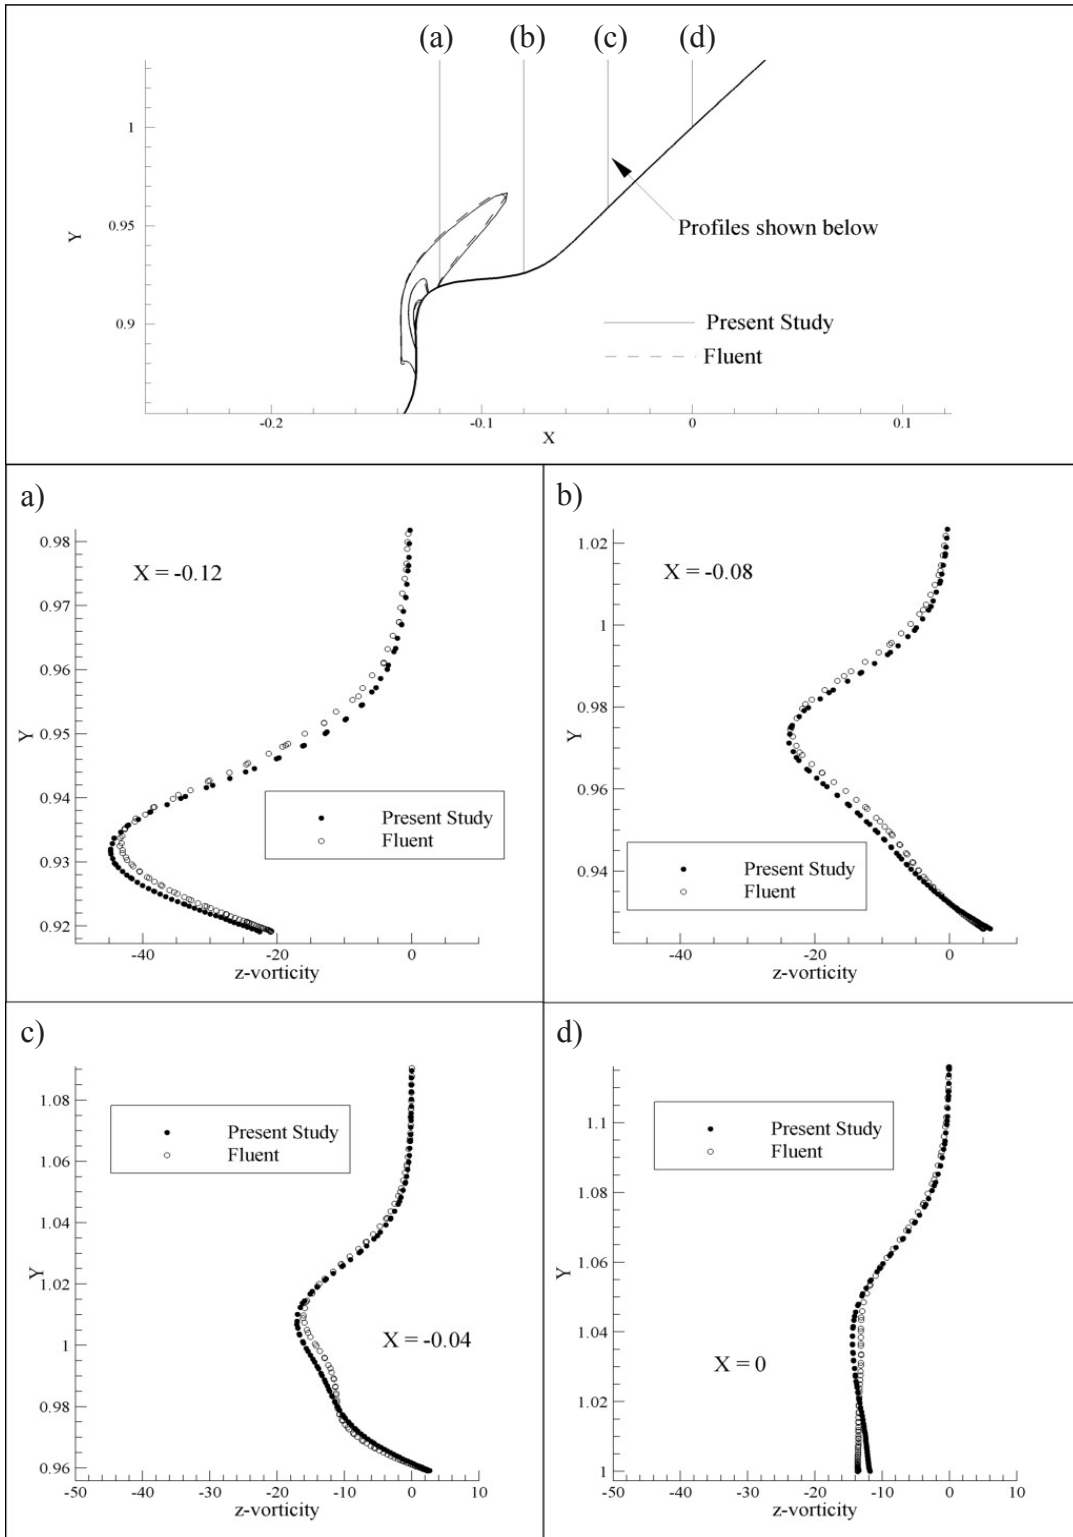 (a) (b) (c) (d)
1
0.95
0.9
Y
Profiles shown below
Present Study
Fluent
-0.2 -0.1 0 0.1
X
a)
0.98
0.97
0.96
0.95
0.94
0.93
0.92
Y
X = -0.12
Present Study
Fluent
-40 -20 0
z-vorticity
b)
1.02
1
0.98
0.96
0.94
Y
X = -0.08
Present Study
Fluent
-40 -20 0
z-vorticity
c)
1.08
1.06
1.04
1.02
1
0.98
0.96
Y
Present Study
Fluent
X = -0.04
-50 -40 -30 -20 -10 0 10
z-vorticity
d)
1.1
1.08
1.06
1.04
1.02
1
Y
Present Study
Fluent
X = 0
-50 -40 -30 -20 -10 0 10
z-vorticity